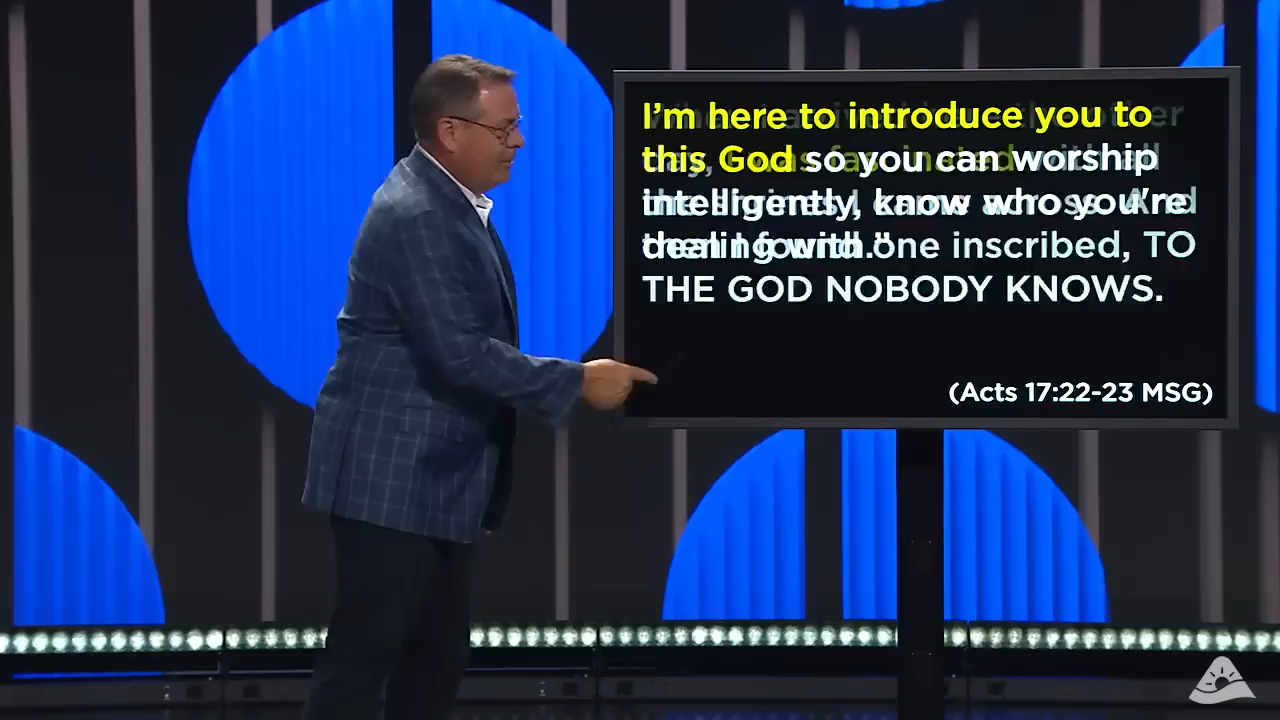 I’m here to introduce you to
this God so you can worship
intelligently, know who you’re
dealing with.”
one inscribed, TO
THE GOD NOBODY KNOWS.
(Acts 17:22-23 MSG)